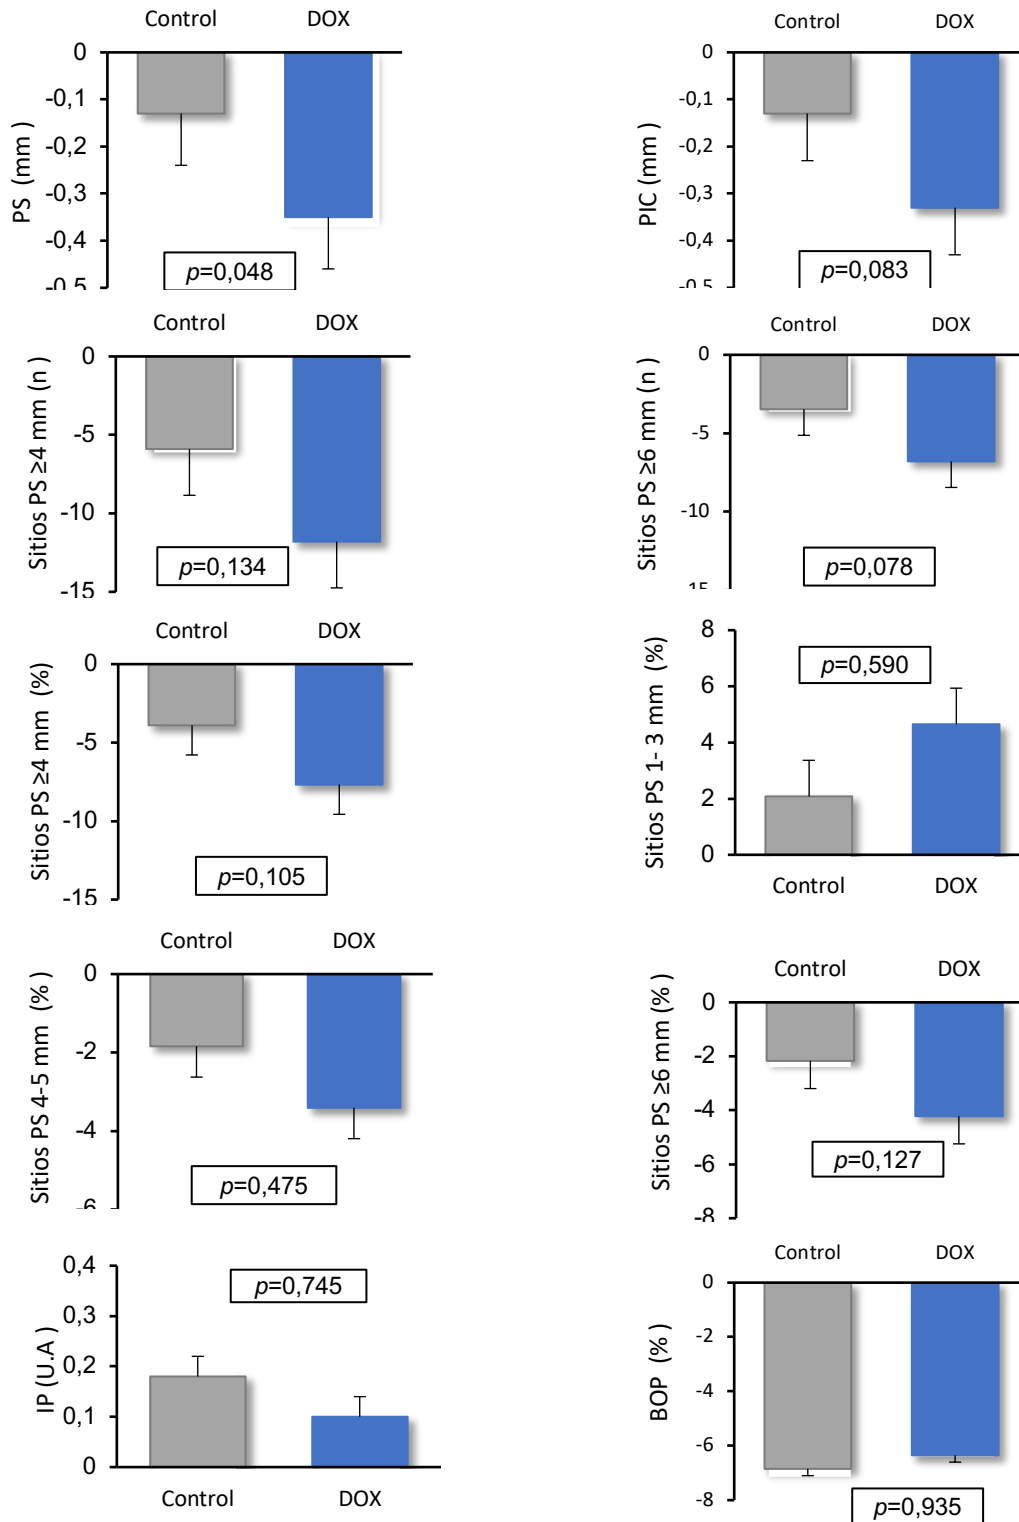 Control DOX
0
-0,1
-0,2
-0,3
-0,4
-0,5
PS (mm )
p=0,048
Control DOX
0
-0,1
-0,2
-0,3
-0,4
-0,5
PIC (mm )
p=0,083
Control DOX
0
-5
-10
-15
Sitios PS ≥4 mm (n )
p=0,134
Control DOX
0
-5
-10
-15
Sitios PS ≥6 mm (n )
p=0,078
Control DOX
0
-5
-10
-15
Sitios PS ≥4 mm (%)
p=0,105
8
6
4
2
0
Sitios PS 1- 3 mm (%)
p=0,590
Control DOX
Control DOX
0
-2
-4
-6
Sitios PS 4-5 mm (% )
p=0,475
Control DOX
0
-2
-4
-6
-8
Sitios PS ≥6 mm (% )
p=0,127
0,4
0,3
0,2
0,1
0
IP (U.A )
p=0,745
Control DOX
Control DOX
0
-2
-4
-6
-8
BOP (% )
p=0,935